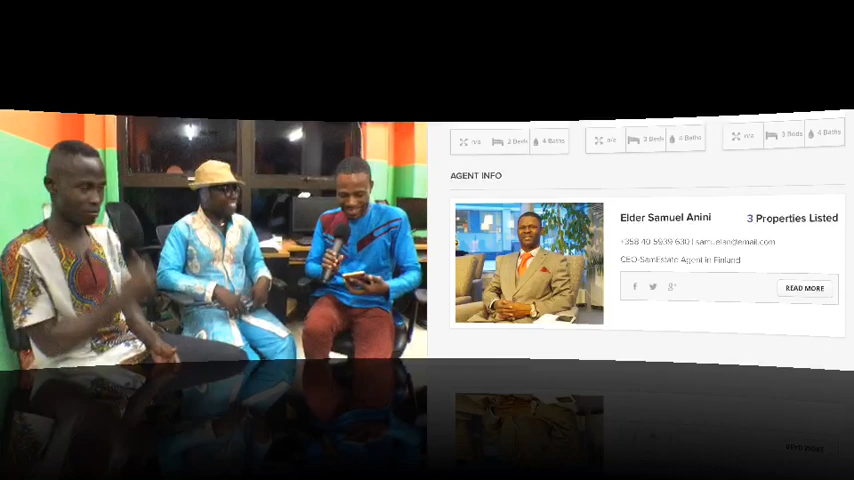 n/a 2 Beds 4 Baths n/a 3 Beds 4 Baths n/a 3 Beds 4 Baths
AGENT INFO
Elder Samuel Anini 3 Properties Listed
+358 40 5939 630 | samuelan@email.com
CEO-SamEstate Agent in Finland
READ MORE